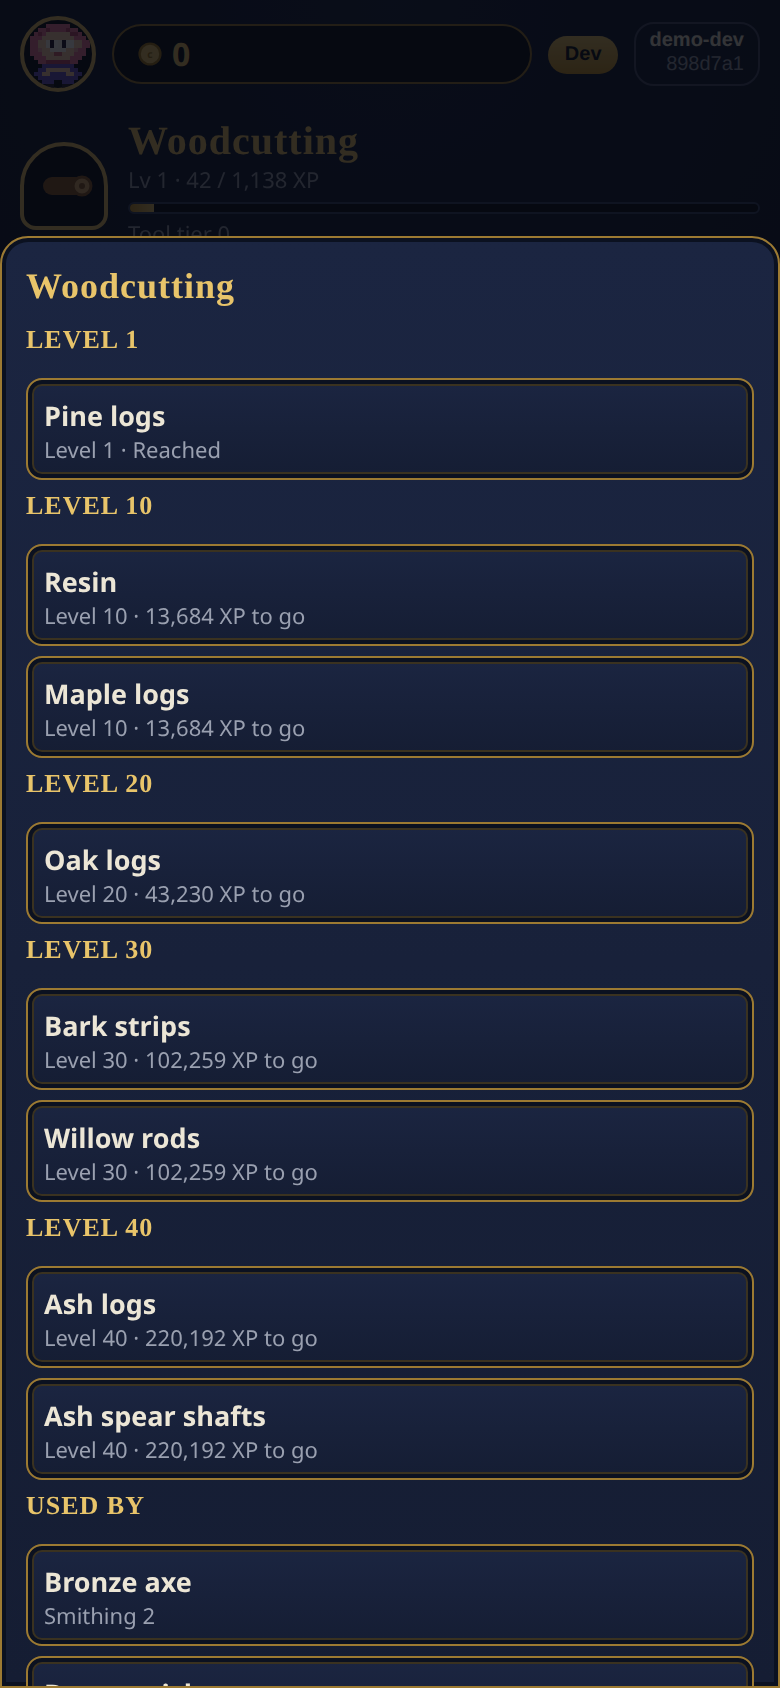 0
Dev
demo-dev
898d7a1
Woodcutting
Lv 1 · 42 / 1,138 XP
Tool tier 0
Woodcutting
LEVEL 1
Pine logs
Level 1 · Reached
LEVEL 10
Resin
Level 10 · 13,684 XP to go
Maple logs
Level 10 · 13,684 XP to go
LEVEL 20
Oak logs
Level 20 · 43,230 XP to go
LEVEL 30
Bark strips
Level 30 · 102,259 XP to go
Willow rods
Level 30 · 102,259 XP to go
LEVEL 40
Ash logs
Level 40 · 220,192 XP to go
Ash spear shafts
Level 40 · 220,192 XP to go
USED BY
Bronze axe
Smithing 2